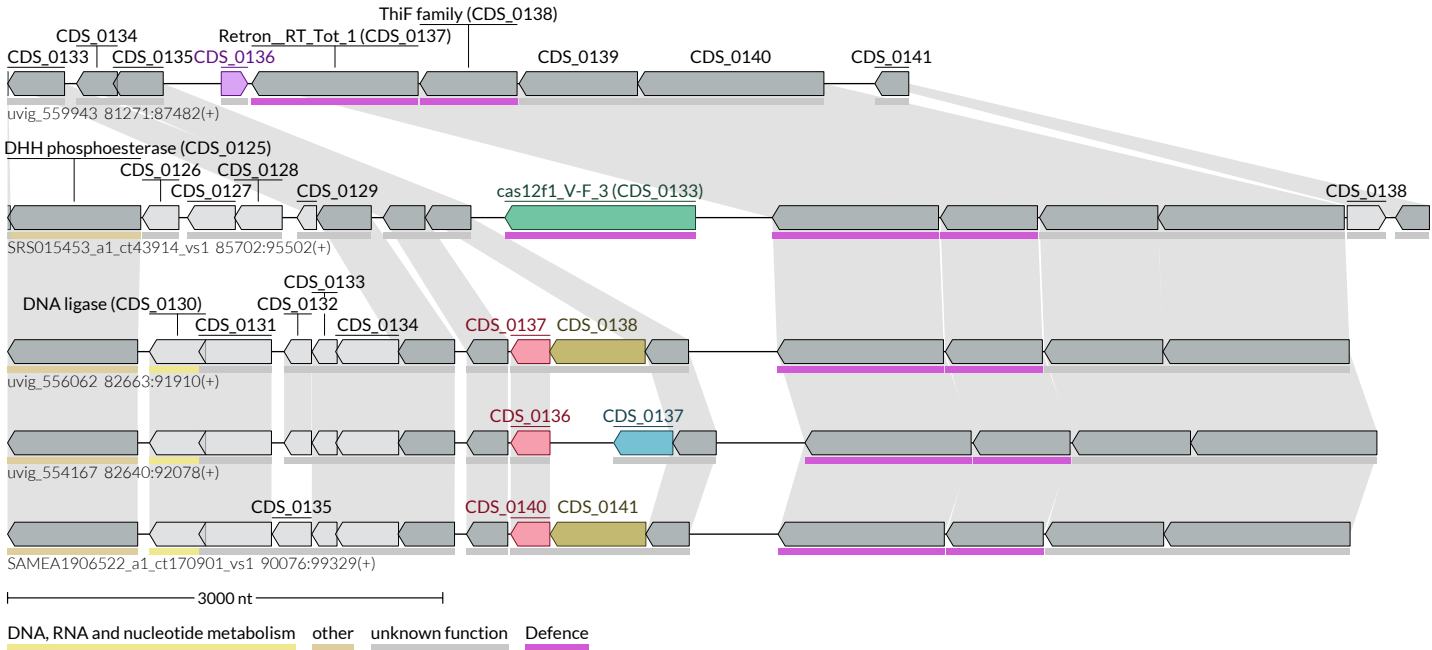 ThiF family (CDS_0138)
CDS_0134 Retron__RT_Tot_1 (CDS_0137)
CDS_0133 CDS_0135 CDS_0136 CDS_0139 CDS_0140 CDS_0141
uvig_559943 81271:87482(+)
DHH phosphoesterase (CDS_0125)
CDS_0126 CDS_0128
CDS_0127 CDS_0129 cas12f1_V-F_3 (CDS_0133) CDS_0138
SRS015453_a1_ct43914_vs1 85702:95502(+)
CDS_0133
DNA ligase (CDS_0130) CDS_0132
CDS_0131 CDS_0134 CDS_0137 CDS_0138
uvig_556062 82663:91910(+)
CDS_0136 CDS_0137
uvig_554167 82640:92078(+)
CDS_0135 CDS_0140 CDS_0141
SAMEA1906522_a1_ct170901_vs1 90076:99329(+)
3000 nt
DNA, RNA and nucleotide metabolism other unknown function Defence